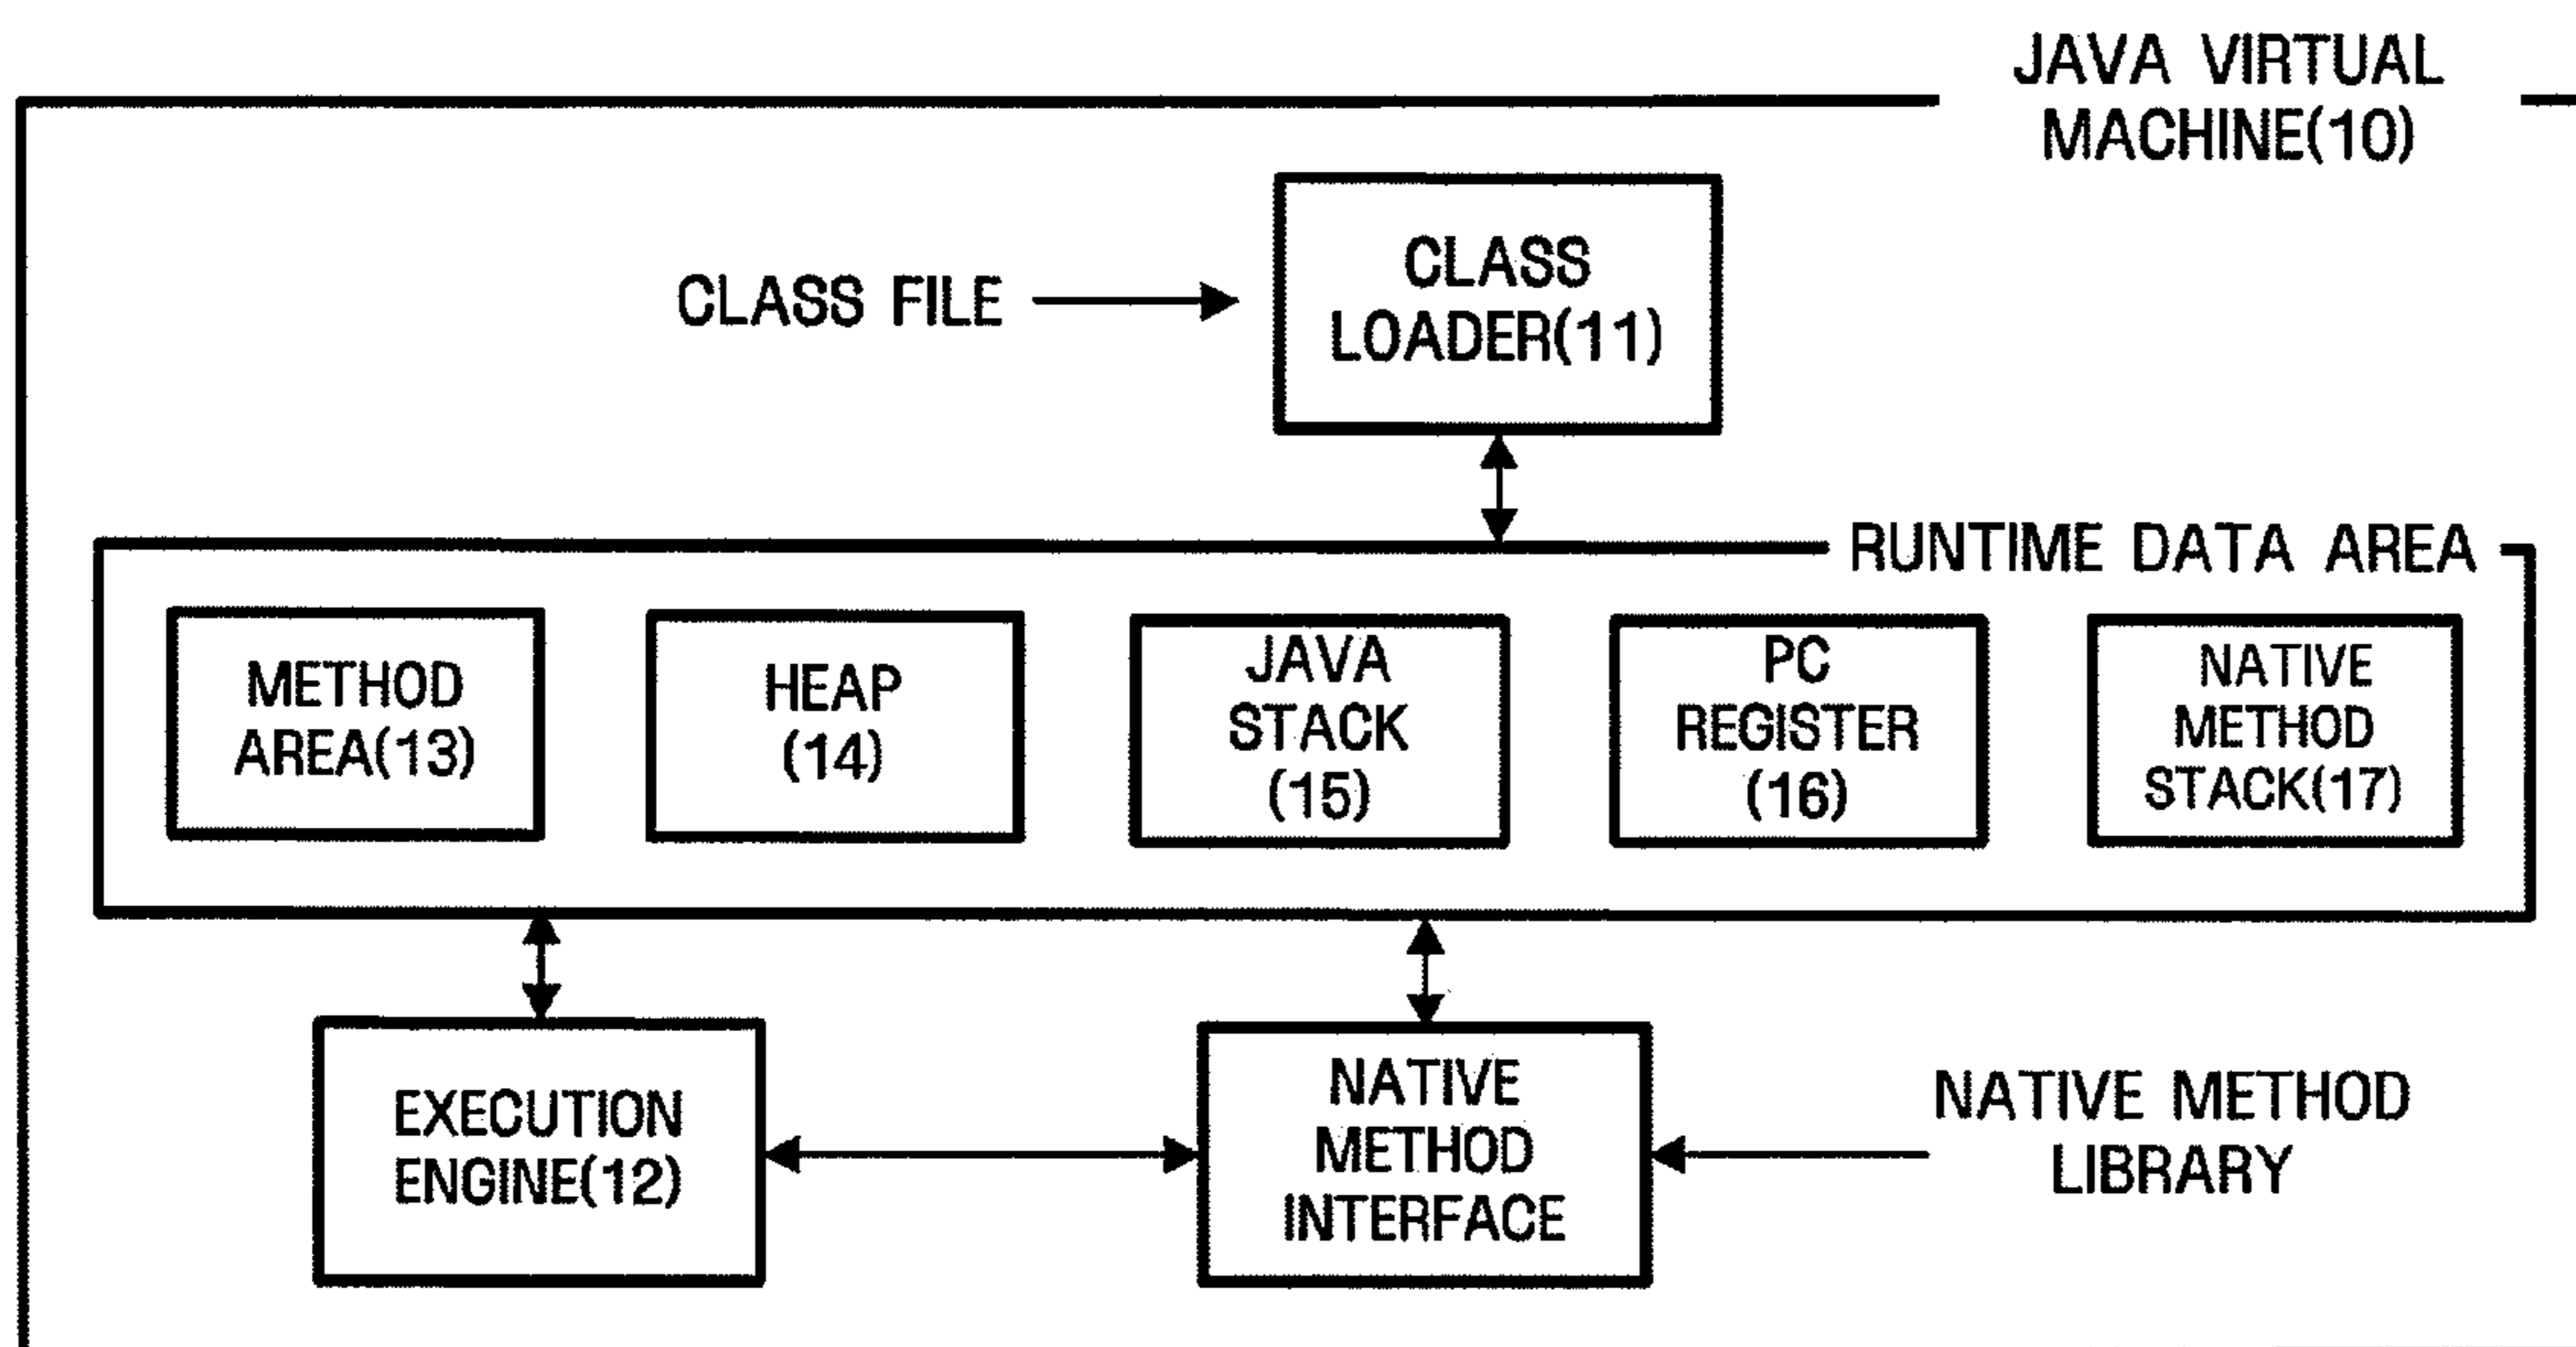 JAVA VIRTUAL
MACHINE(10)
CLASS FILE
CLASS
LOADER(11)
RUNTIME DATA AREA
METHOD
AREA(13)
HEAP
(14)
JAVA
STACK
(15)
PC
REGISTER
(16)
NATIVE
METHOD
STACK(17)
EXECUTION
ENGINE(12)
NATIVE
METHOD
INTERFACE
NATIVE METHOD
LIBRARY